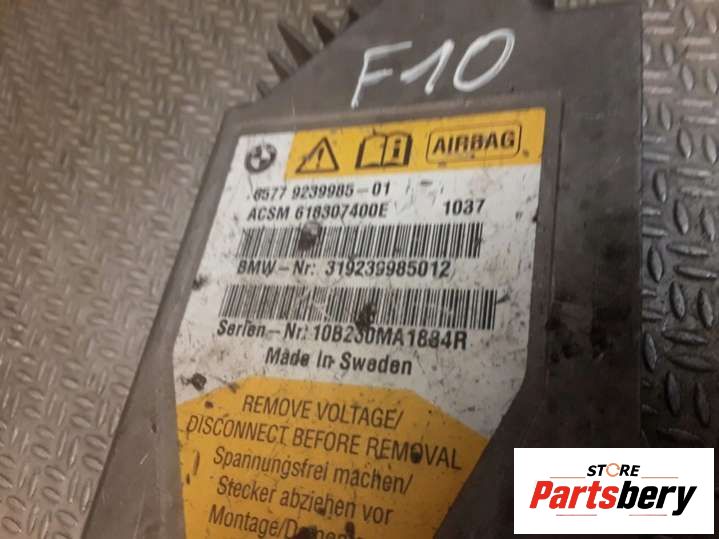 F10
AIRBAG
6577 9239985-01
ACSM 618307400E 1037
BMW-Nr: 319239985012
Serien-Nr: 10B230MA1884R
Made In Sweden
REMOVE VOLTAGE/
DISCONNECT BEFORE REMOVAL
Spannungsfrei machen/
Stecker abziehen vor
STORE
Partsbery